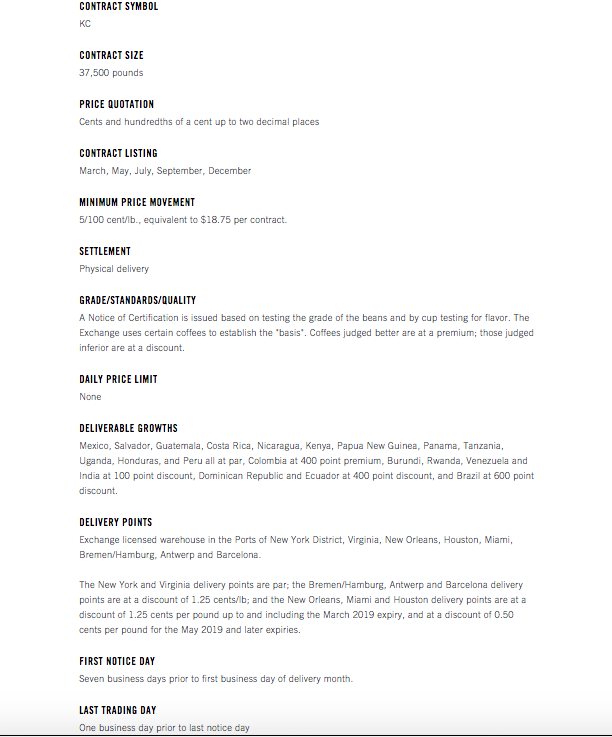 CONTRACT SYMBOL
KC
CONTRACT SIZE
37,500 pounds
PRICE QUOTATION
Cents and hundredths of a cent up to two decimal places
CONTRACT LISTING
March, May, July, September, December
MINIMUM PRICE MOVEMENT
5/100 cent/lb., equivalent to $18.75 per contract.
SETTLEMENT
Physical delivery
GRADE/STANDARDS/QUALITY
A Notice of Certification is issued based on testing the grade of the beans and by cup testing for flavor. The
Exchange uses certain coffees to establish the "basis". Coffees judged better are at a premium; those judged
inferior are at a discount.
DAILY PRICE LIMIT
None
DELIVERABLE GROWTHS
Mexico, Salvador, Guatemala, Costa Rica, Nicaragua, Kenya, Papua New Guinea, Panama, Tanzania,
Uganda, Honduras, and Peru all at par, Colombia at 400 point premium, Burundi, Rwanda, Venezuela and
India at 100 point discount, Dominican Republic and Ecuador at 400 point discount, and Brazil at 600 point
discount.
DELIVERY POINTS
Exchange licensed warehouse in the Ports of New York District, Virginia, New Orleans, Houston, Miami,
Bremen/Hamburg, Antwerp and Barcelona.
The New York and Virginia delivery points are par; the Bremen/Hamburg, Antwerp and Barcelona delivery
points are at a discount of 1.25 cents/lb; and the New Orleans, Miami and Houston delivery points are at a
discount of 1.25 cents per pound up to and including the March 2019 expiry, and at a discount of 0.50
cents per pound for the May 2019 and later expiries.
FIRST NOTICE DAY
Seven business days prior to first business day of delivery month.
LAST TRADING DAY
One business day prior to last notice day